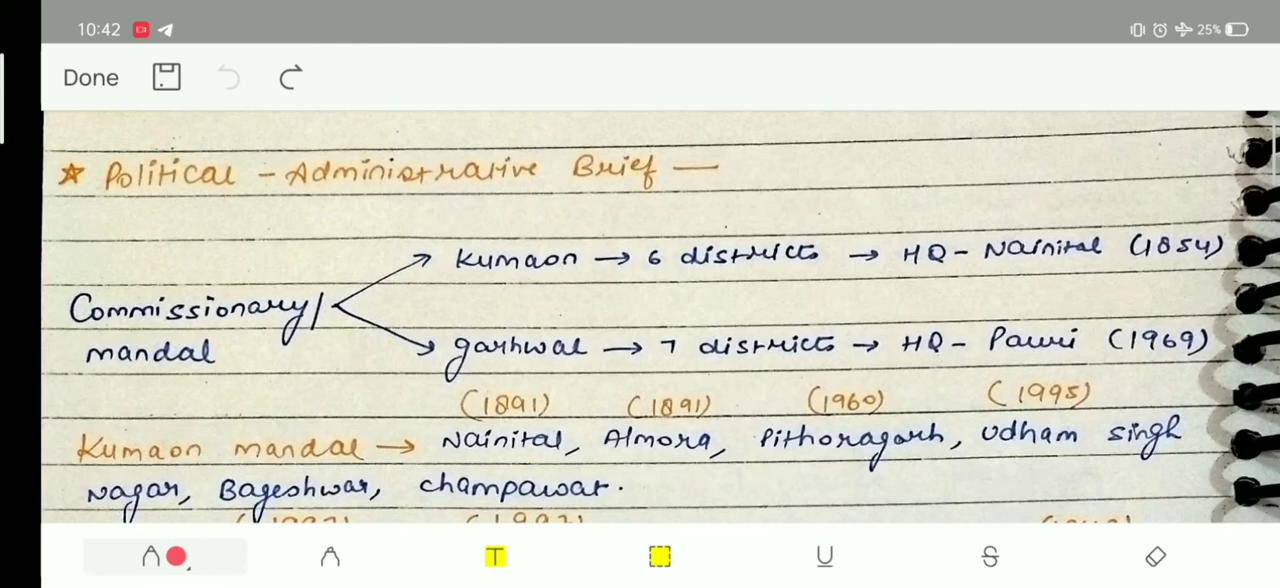 10:42
25%
Done
☆ Political - Administrative Brief —
Kumaon → 6 districts → HQ - Nainital (1854)
Commissionary/
mandal
garhwal → 7 districts → HQ - Pauri (1969)
(1891) (1891) (1960) (1995)
Kumaon mandal → Nainital, Almora, Pithoragarh, Udham singh
nagar, Bageshwar, champawat.
T
U
S